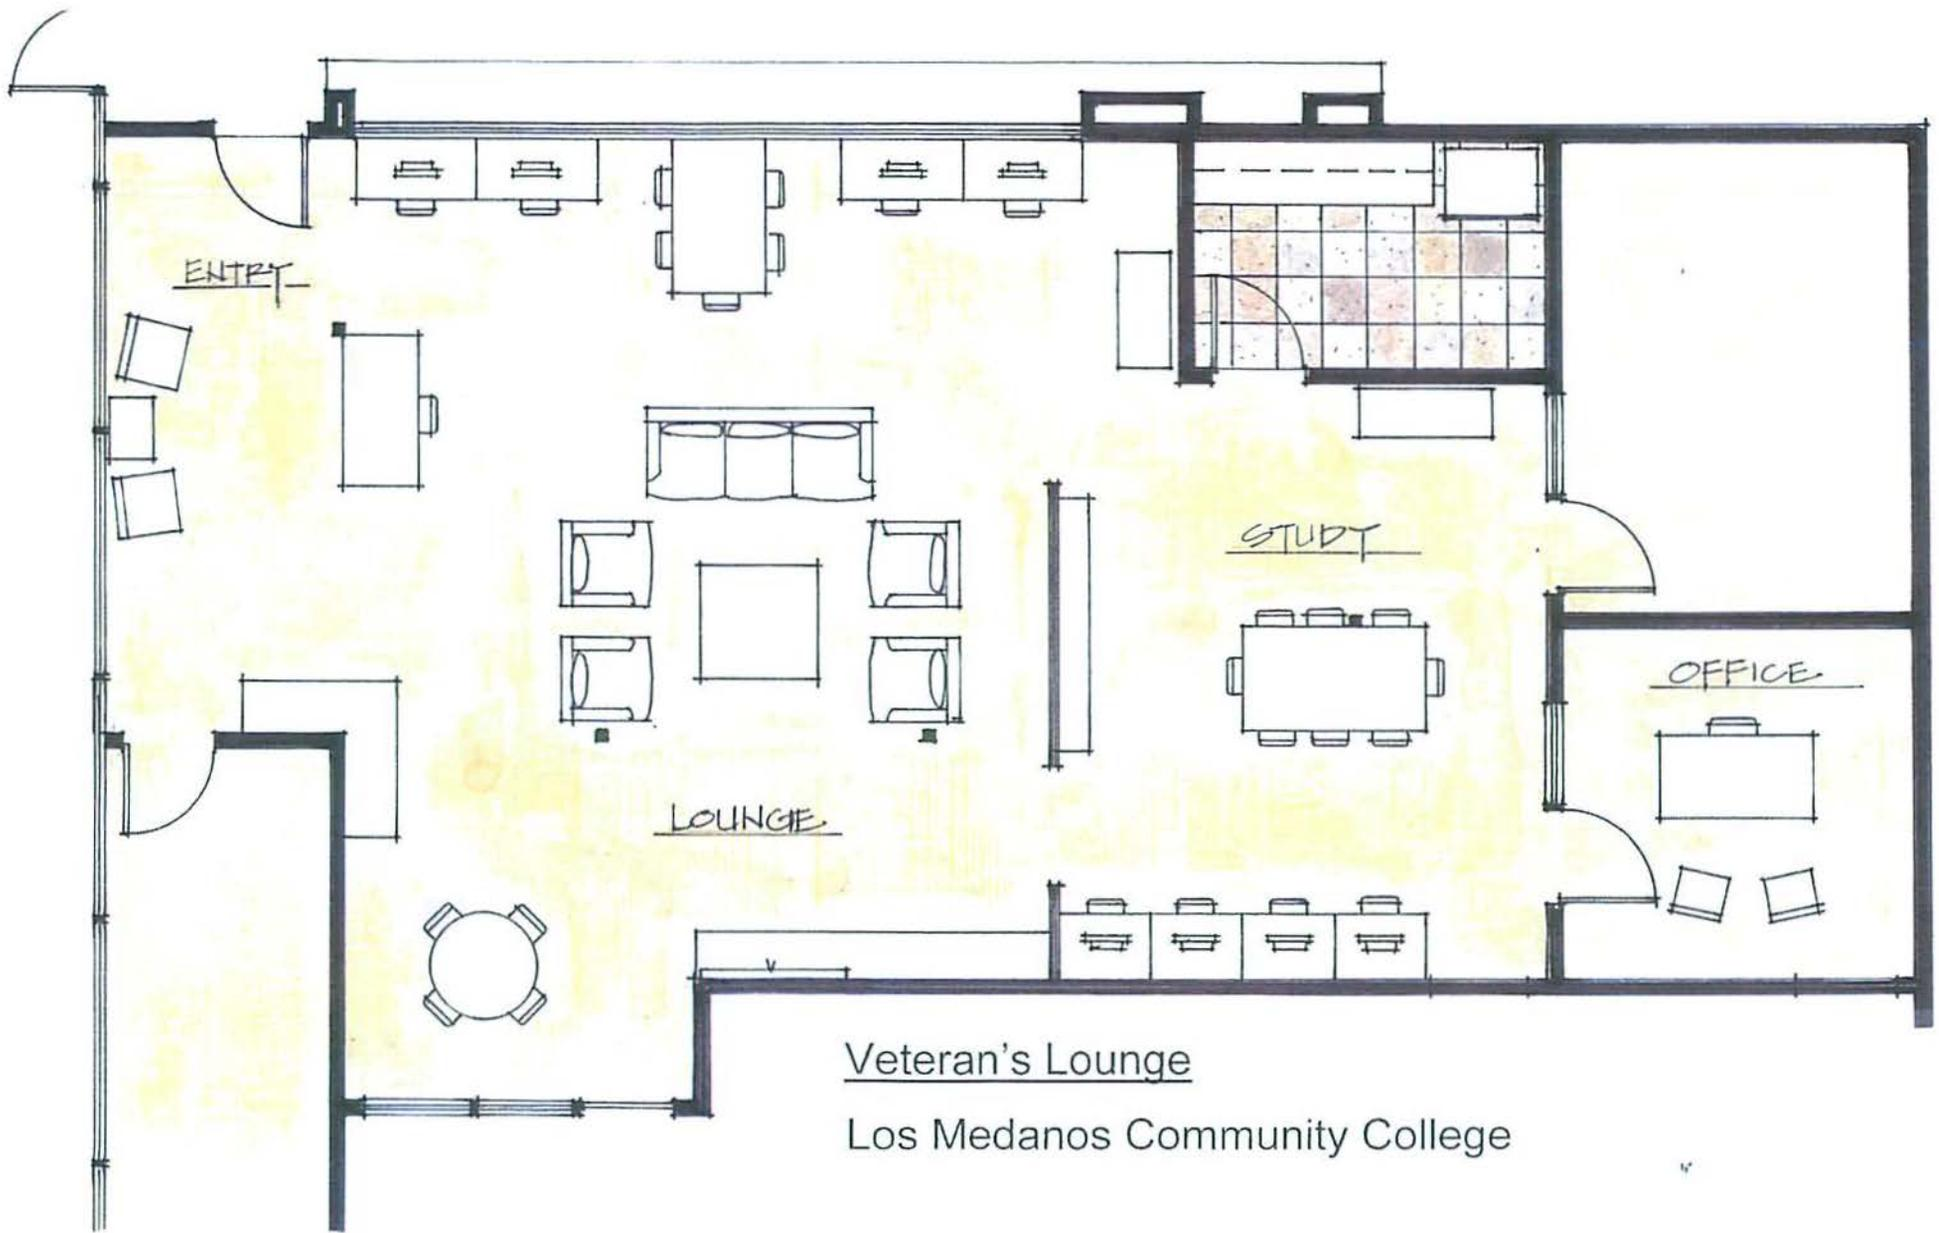 ENTRY
STUDY
OFFICE
LOUNGE
Veteran's Lounge
Los Medanos Community College